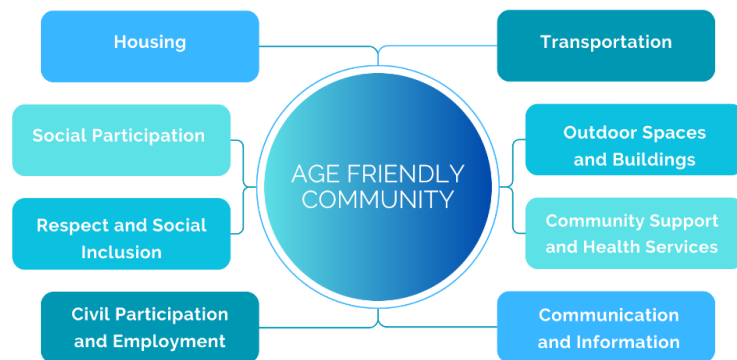 Housing
Transportation
Social Participation
Outdoor Spaces
and Buildings
AGE FRIENDLY
COMMUNITY
Respect and Social
Inclusion
Community Support
and Health Services
Civil Participation
and Employment
Communication
and Information